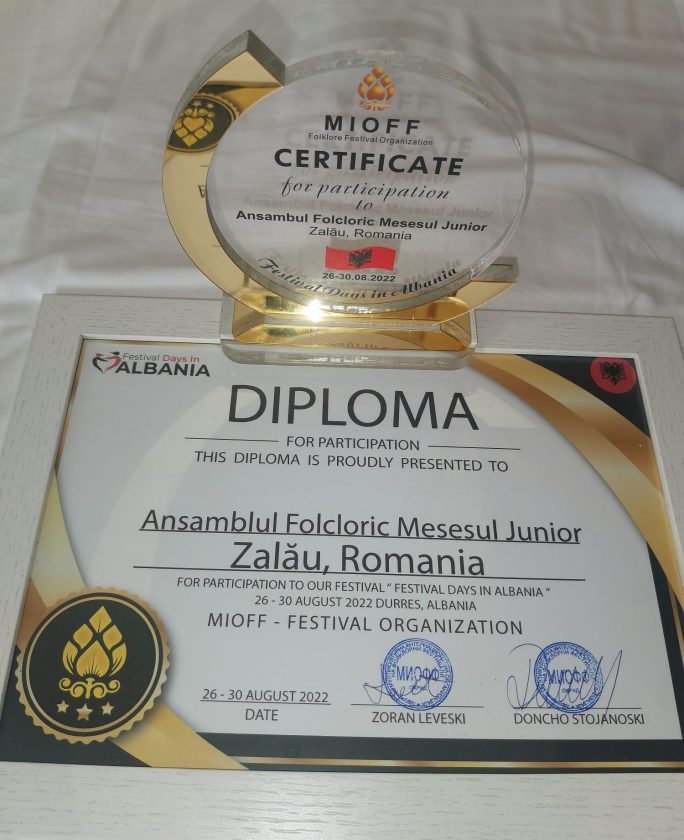 MIOFF
Folklore Festival Organization
CERTIFICATE
for participation
to
Ansambul Folcloric Mesesul Junior
Zalău, Romania
26-30.08.2022
Festival Days in Albania
Festival Days In
ALBANIA
DIPLOMA
FOR PARTICIPATION
THIS DIPLOMA IS PROUDLY PRESENTED TO
Ansamblul Folcloric Mesesul Junior
Zalău, Romania
FOR PARTICIPATION TO OUR FESTIVAL “ FESTIVAL DAYS IN ALBANIA ”
26 - 30 AUGUST 2022 DURRES, ALBANIA
MIOFF - FESTIVAL ORGANIZATION
МИОФФ
МИОФФ
26 - 30 AUGUST 2022
DATE
ZORAN LEVESKI
DONCHO STOJANOSKI